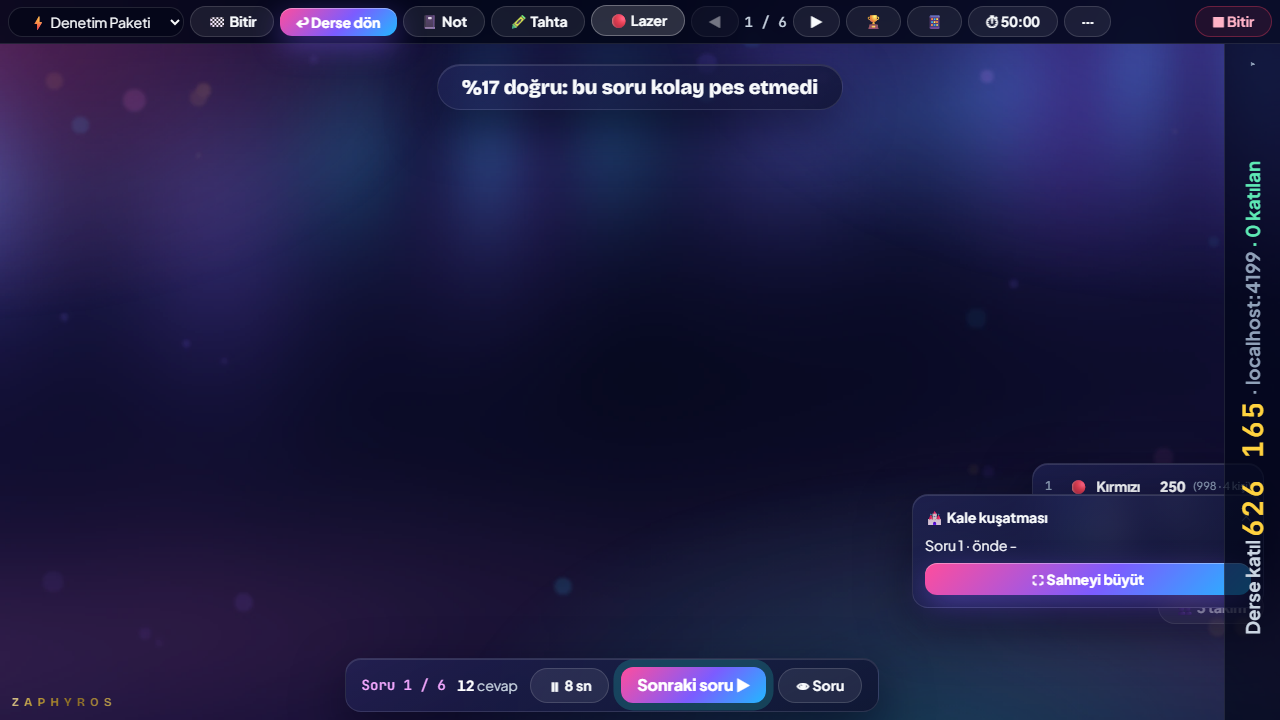 Denetim Paketi
Bitir
Derse dön
Not
Tahta
Lazer
1 / 6
50:00
---
Bitir
%17 doğru: bu soru kolay pes etmedi
Derse katıl 626 165 · localhost:4199 · 0 katılan
1 Kırmızı 250
Kale kuşatması
Soru 1 · önde -
Sahneyi büyüt
Soru 1 / 6
12 cevap
8 sn
Sonraki soru
Soru
ZAPHYROS